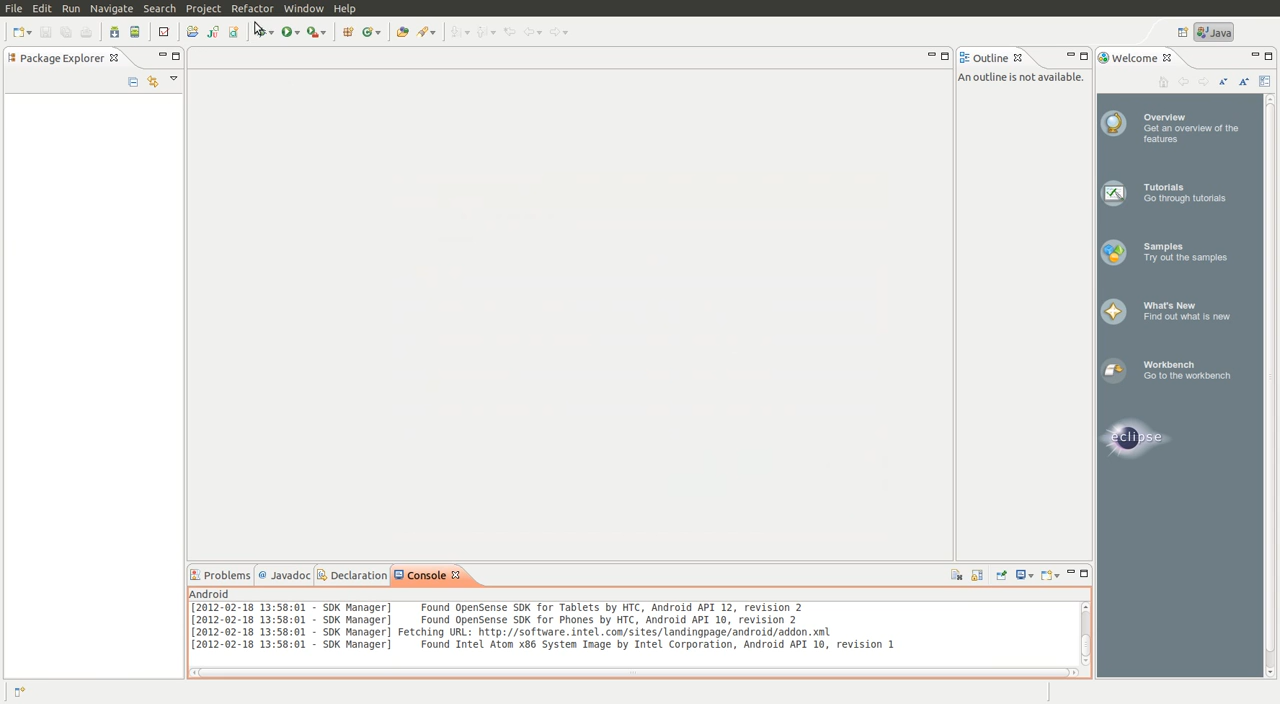 File Edit Run Navigate Search Project Refactor Window Help
Java
Package Explorer
Outline
An outline is not available.
Welcome
Overview
Get an overview of the
features
Tutorials
Go through tutorials
Samples
Try out the samples
What's New
Find out what is new
Workbench
Go to the workbench
eclipse
Problems Javadoc Declaration Console
Android
[2012-02-18 13:58:01 - SDK Manager] Found OpenSense SDK for Tablets by HTC, Android API 12, revision 2
[2012-02-18 13:58:01 - SDK Manager] Found OpenSense SDK for Phones by HTC, Android API 10, revision 2
[2012-02-18 13:58:01 - SDK Manager] Fetching URL: http://software.intel.com/sites/landingpage/android/addon.xml
[2012-02-18 13:58:01 - SDK Manager] Found Intel Atom x86 System Image by Intel Corporation, Android API 10, revision 1